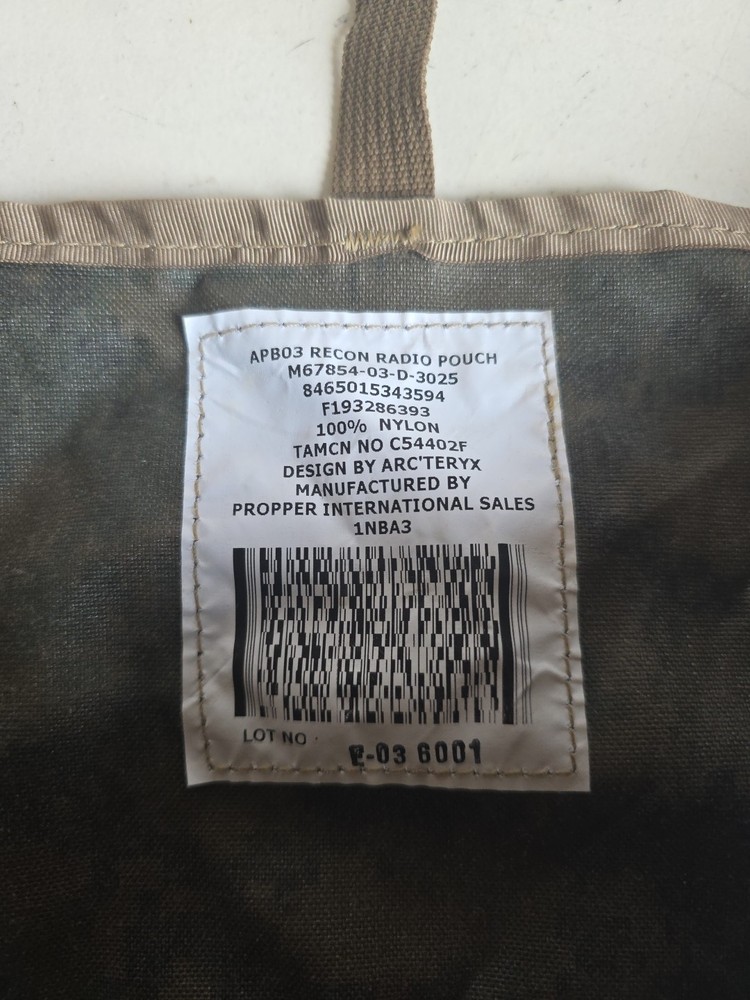 APB03 RECON RADIO POUCH
M67854-03-D-3025
8465015343594
F193286393
100% NYLON
TAMCN NO C54402F
DESIGN BY ARC'TERYX
MANUFACTURED BY
PROPPER INTERNATIONAL SALES
1NBA3
LOT NO
E-03 6001